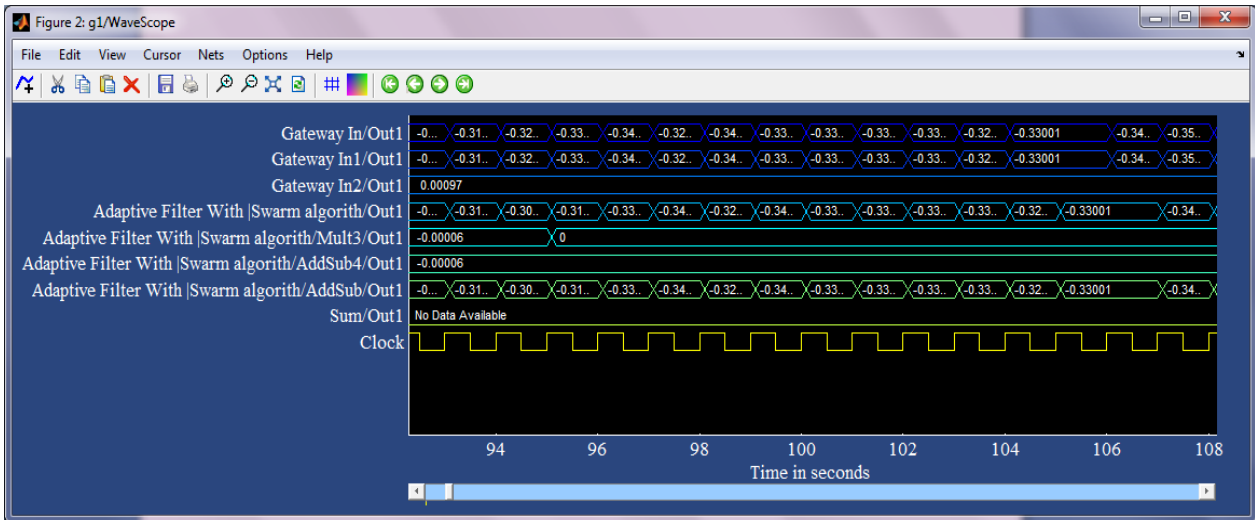 Figure 2: g1/WaveScope
File Edit View Cursor Nets Options Help
Gateway In/Out1 -0... -0.31.. -0.32.. -0.33.. -0.34.. -0.32.. -0.34.. -0.33.. -0.33.. -0.33.. -0.33.. -0.32.. -0.33001 -0.34.. -0.35..
Gateway In1/Out1 -0... -0.31.. -0.32.. -0.33.. -0.34.. -0.32.. -0.34.. -0.33.. -0.33.. -0.33.. -0.33.. -0.32.. -0.33001 -0.34.. -0.35..
Gateway In2/Out1 0.00097
Adaptive Filter With |Swarm algorith/Out1 -0... -0.31.. -0.30.. -0.31.. -0.33.. -0.34.. -0.32.. -0.34.. -0.33.. -0.33.. -0.33.. -0.33.. -0.32.. -0.33001 -0.34..
Adaptive Filter With |Swarm algorith/Mult3/Out1 -0.00006 0
Adaptive Filter With |Swarm algorith/AddSub4/Out1 -0.00006
Adaptive Filter With |Swarm algorith/AddSub/Out1 -0... -0.31.. -0.30.. -0.31.. -0.33.. -0.34.. -0.32.. -0.34.. -0.33.. -0.33.. -0.33.. -0.33.. -0.32.. -0.33001 -0.34..
Sum/Out1 No Data Available
Clock
94 96 98 100 102 104 106 108
Time in seconds